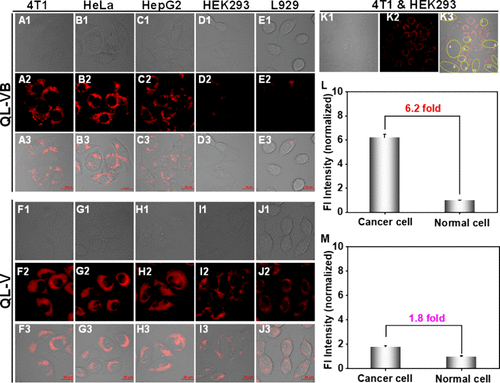 4T1 HeLa HepG2 HEK293 L929 4T1 & HEK293
QL-VB
A1 B1 C1 D1 E1 K1 K2 K3
A2 B2 C2 D2 E2
A3 B3 C3 D3 E3
L
FI Intensity (normalized)
10
8
6.2 fold
6
4
2
0
Cancer cell Normal cell
QL-V
F1 G1 H1 I1 J1
F2 G2 H2 I2 J2
F3 G3 H3 I3 J3
M
FI Intensity (normalized)
10
8
6
4
1.8 fold
2
0
Cancer cell Normal cell